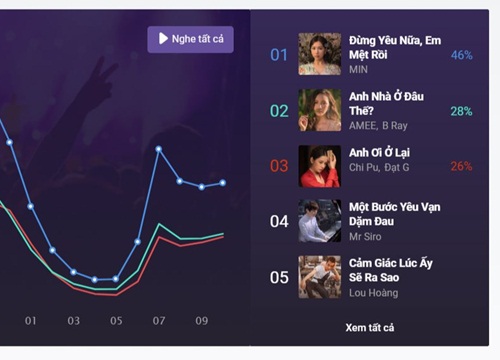 Nghe tất cả
01 03 05 07 09
01
Đừng Yêu Nữa, Em
Mệt Rồi
MIN
46%
02
Anh Nhà Ở Đâu
Thế?
AMEE, B Ray
28%
03
Anh Ơi Ở Lại
Chi Pu, Đạt G
26%
04
Một Bước Yêu Vạn
Dặm Đau
Mr Siro
05
Cảm Giác Lúc Ấy
Sẽ Ra Sao
Lou Hoàng
Xem tất cả